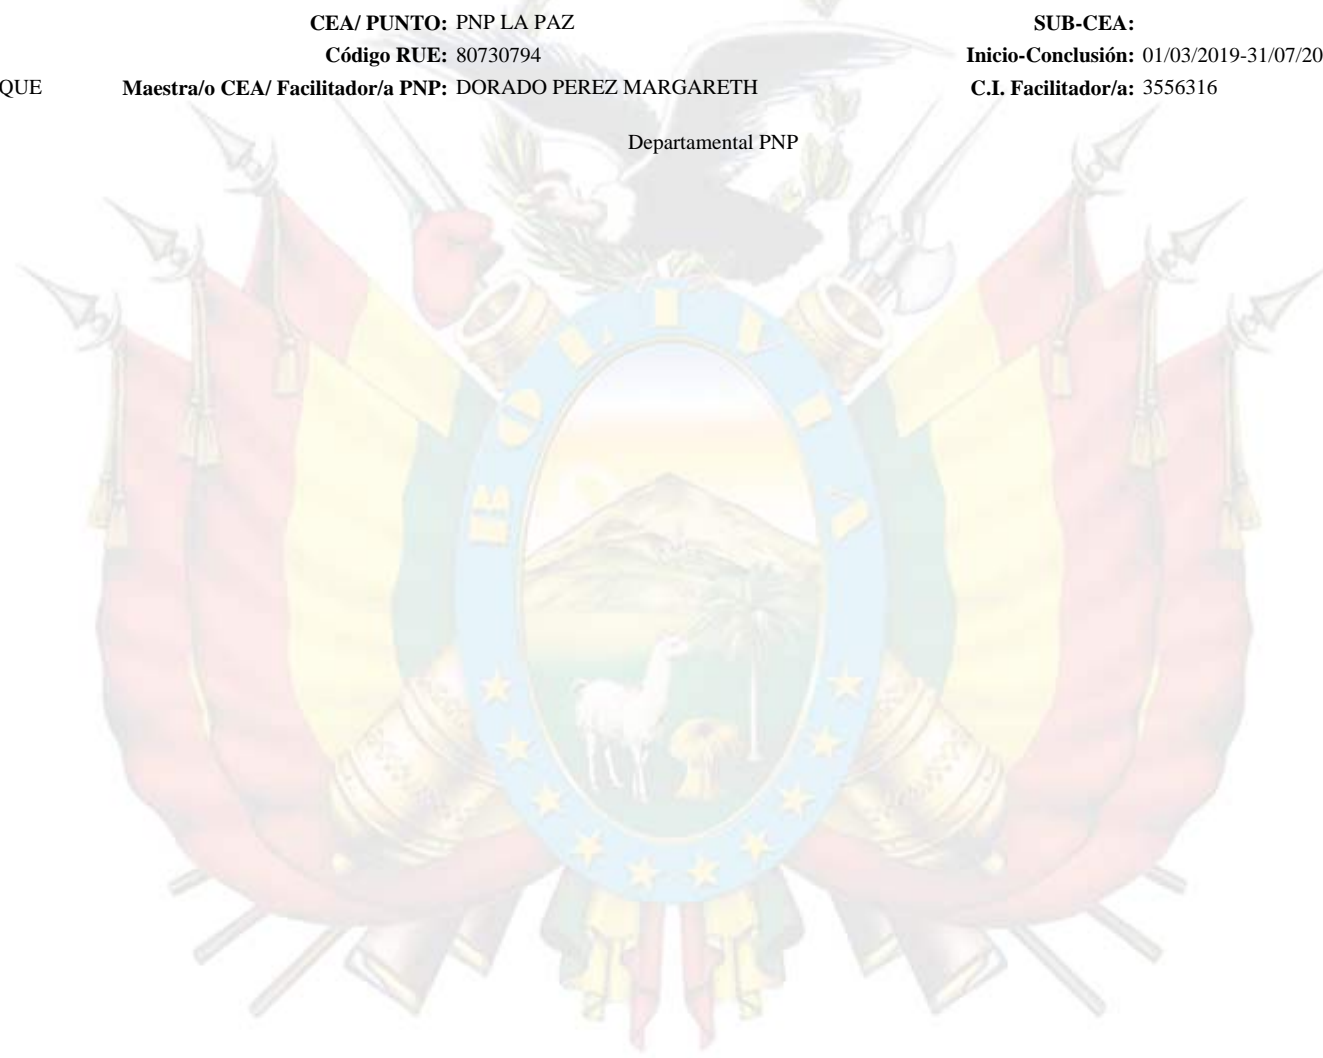 CEA/ PUNTO: PNP LA PAZ SUB-CEA:
Código RUE: 80730794 Inicio-Conclusión: 01/03/2019-31/07/20
QUE Maestra/o CEA/ Facilitador/a PNP: DORADO PEREZ MARGARETH C.I. Facilitador/a: 3556316
Departamental PNP
BOLIVIA